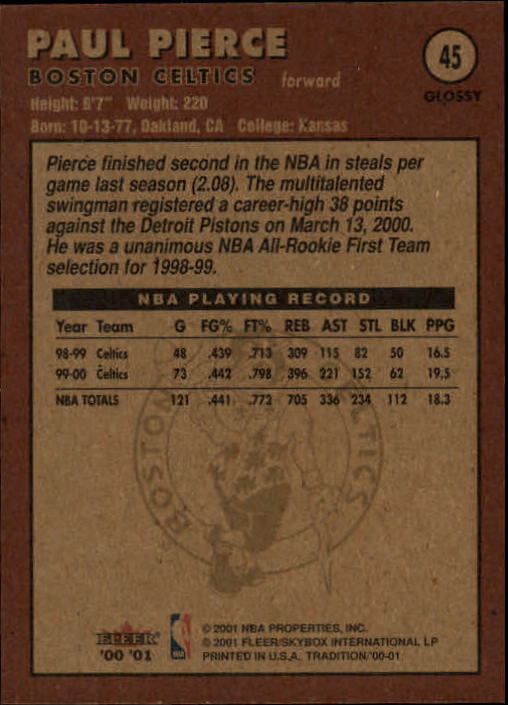 PAUL PIERCE
45
BOSTON CELTICS forward
GLOSSY
Height: 6'7" Weight: 220
Born: 10-13-77, Oakland, CA College: Kansas
Pierce finished second in the NBA in steals per
game last season (2.08). The multitalented
swingman registered a career-high 38 points
against the Detroit Pistons on March 13, 2000.
He was a unanimous NBA All-Rookie First Team
selection for 1998-99.
NBA PLAYING RECORD
Year Team G FG% FT% REB AST STL BLK PPG
98-99 Celtics 48 .439 .713 309 115 82 50 16.5
99-00 Celtics 73 .442 .798 396 221 152 62 19.5
NBA TOTALS 121 .441 .772 705 336 234 112 18.3
BOSTON CELTICS
FLEER
'00 '01
NBA
© 2001 NBA PROPERTIES, INC.
© 2001 FLEER/SKYBOX INTERNATIONAL LP
PRINTED IN U.S.A. TRADITION/'00-01